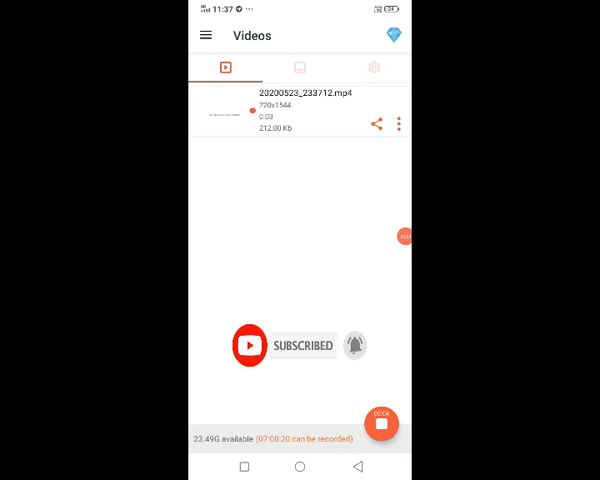 11:37
Videos
20200523_233712.mp4
720x1544
0:03
212.00 Kb
SUBSCRIBED
00:04
23.49G available (07:00:20 can be recorded)